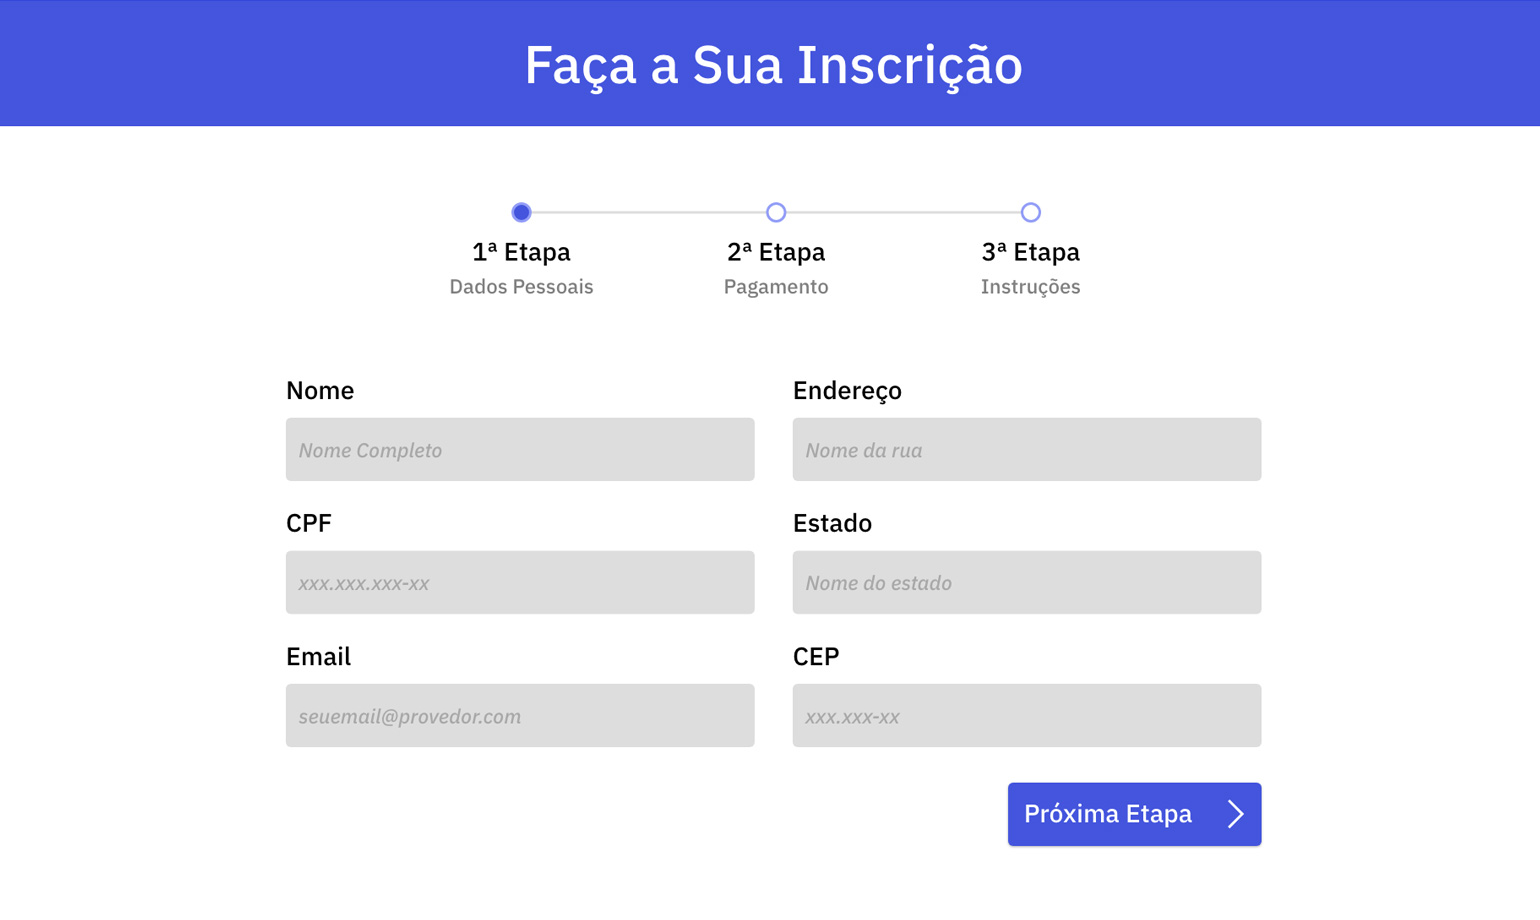 Faça a Sua Inscrição
1ª Etapa
Dados Pessoais
2ª Etapa
Pagamento
3ª Etapa
Instruções
Nome
Nome Completo
Endereço
Nome da rua
CPF
xxx.xxx.xxx-xx
Estado
Nome do estado
Email
seuemail@provedor.com
CEP
xxx.xxx-xx
Próxima Etapa